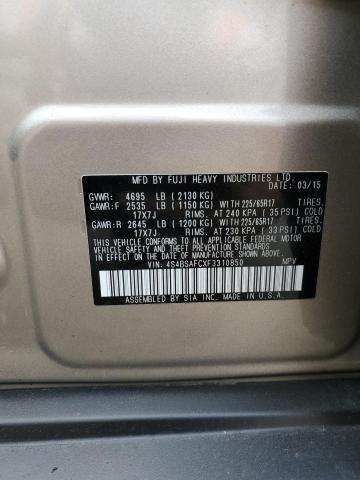 MFD. BY FUJI HEAVY INDUSTRIES LTD.
DATE: 03/15
GVWR: 4695 LB (2130 KG)
GAWR:F 2535 LB (1150 KG) WITH 225/65R17 TIRES.
17X7J RIMS. AT 240 KPA (35 PSI) COLD
GAWR:R 2645 LB (1200 KG) WITH 225/65R17 TIRES.
17X7J RIMS. AT 230 KPA (33 PSI) COLD
THIS VEHICLE CONFORMS TO ALL APPLICABLE
FEDERAL MOTOR VEHICLE SAFETY, BUMPER,
AND THEFT PREVENTION STANDARDS
IN EFFECT ON THE DATE OF
MANUFACTURE SHOWN ABOVE.
VIN: 4S4BSAFCXF3310850 MPV
ASSEMBLED BY SIA INC. MADE IN U.S.A.